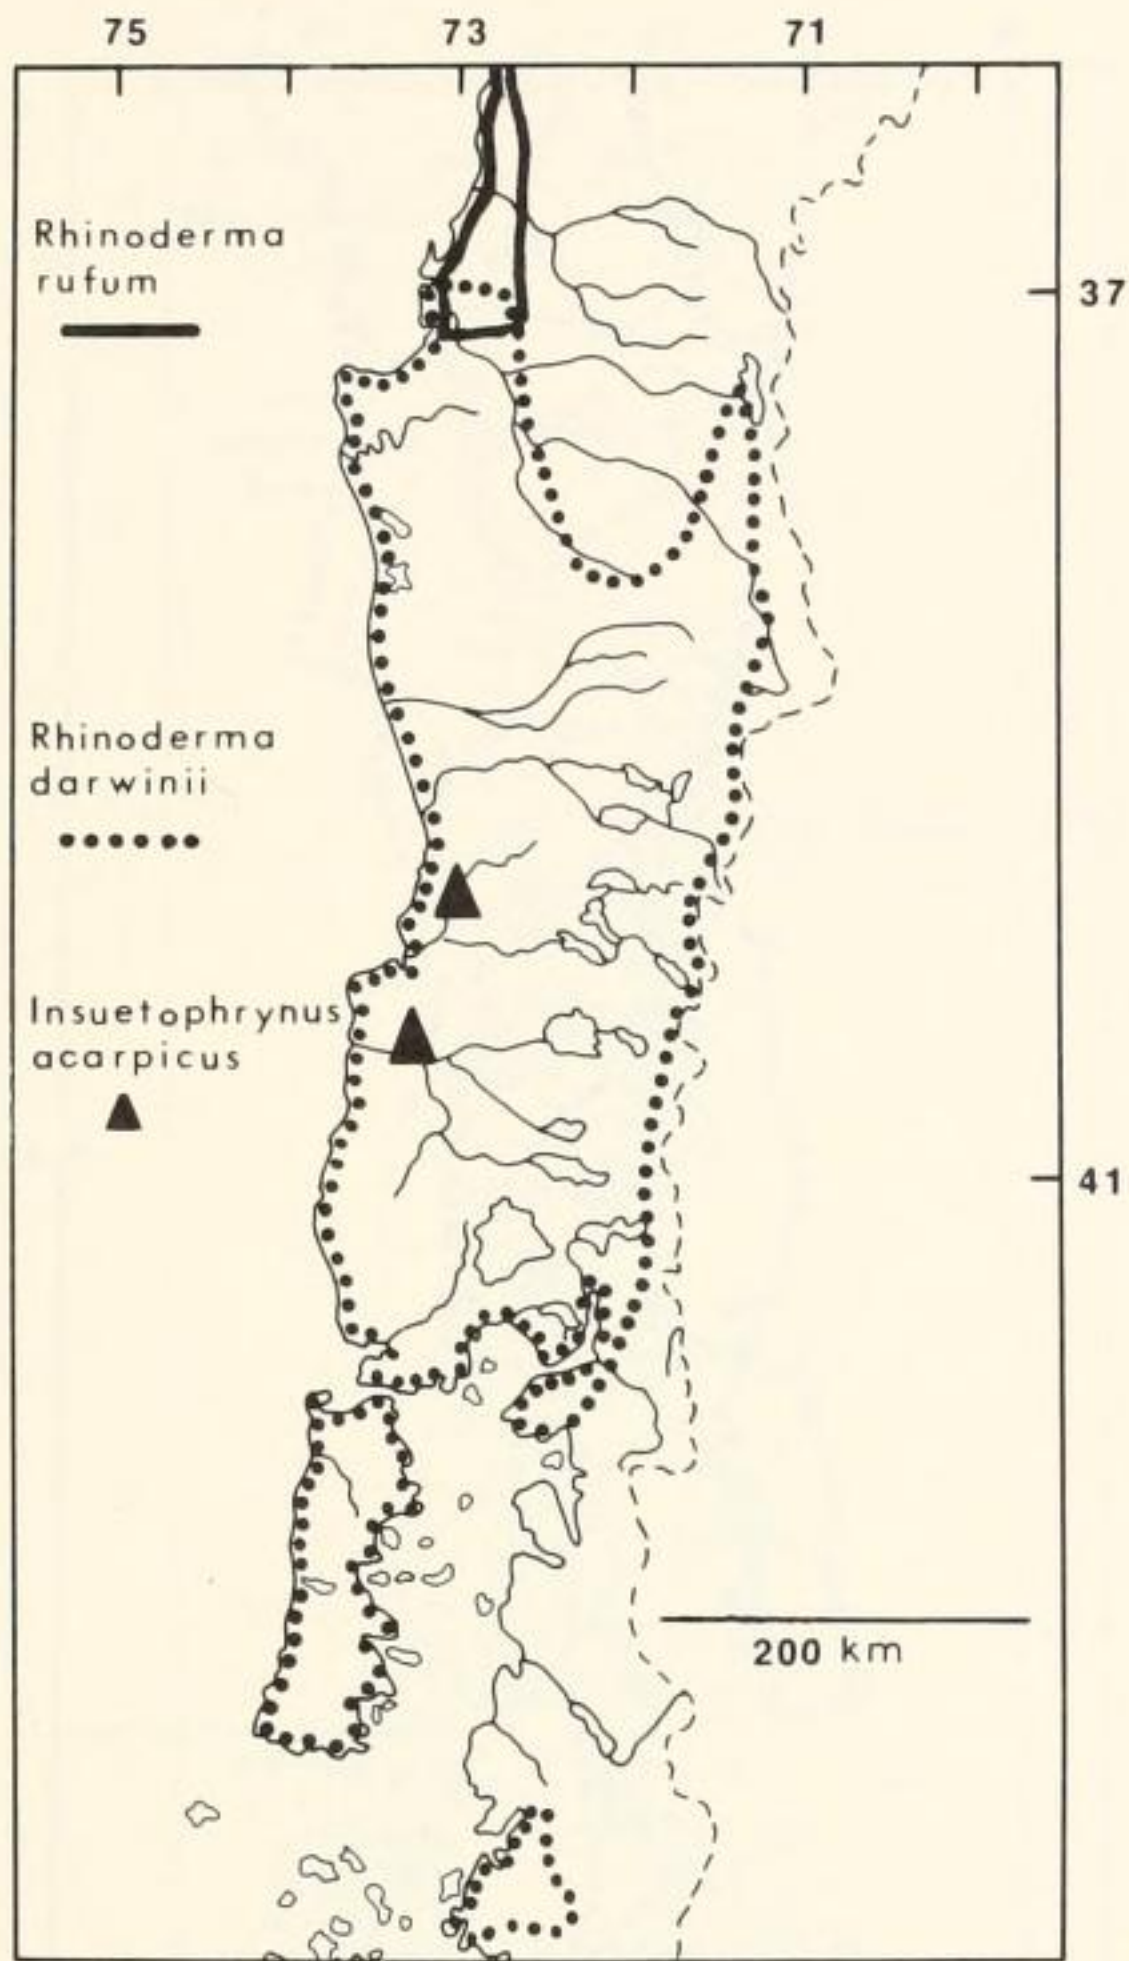 75 73 71
Rhinoderma
rufum
37
Rhinoderma
darwinii
Insuetophrynus
acarpicus
41
200 km